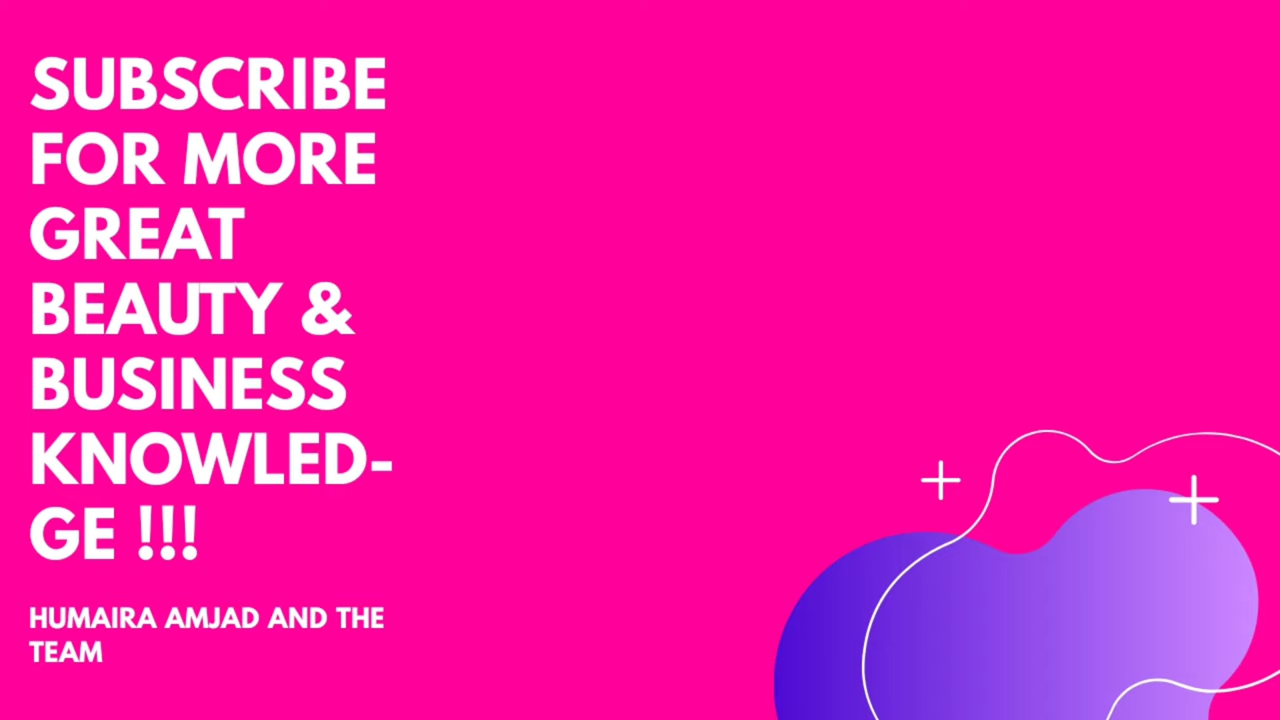 SUBSCRIBE
FOR MORE
GREAT
BEAUTY &
BUSINESS
KNOWLED-
GE !!!
HUMAIRA AMJAD AND THE
TEAM